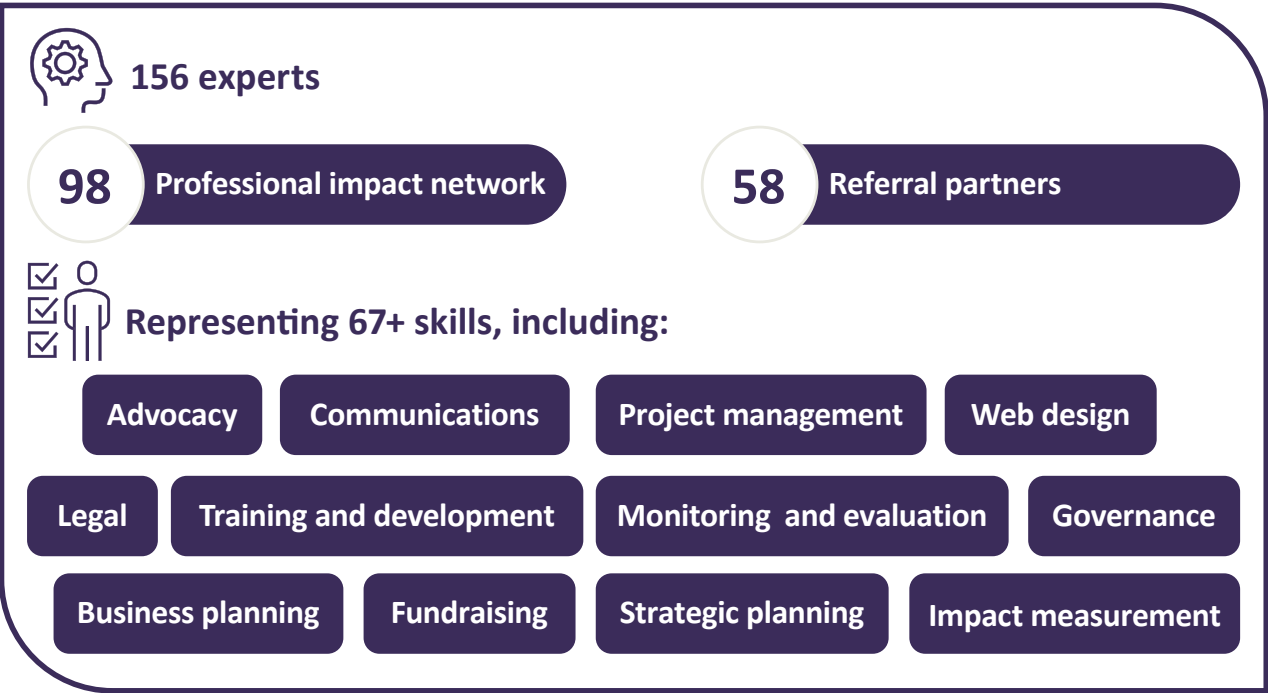 156 experts
98 Professional impact network
58 Referral partners
Representing 67+ skills, including:
Advocacy
Communications
Project management
Web design
Legal
Training and development
Monitoring and evaluation
Governance
Business planning
Fundraising
Strategic planning
Impact measurement